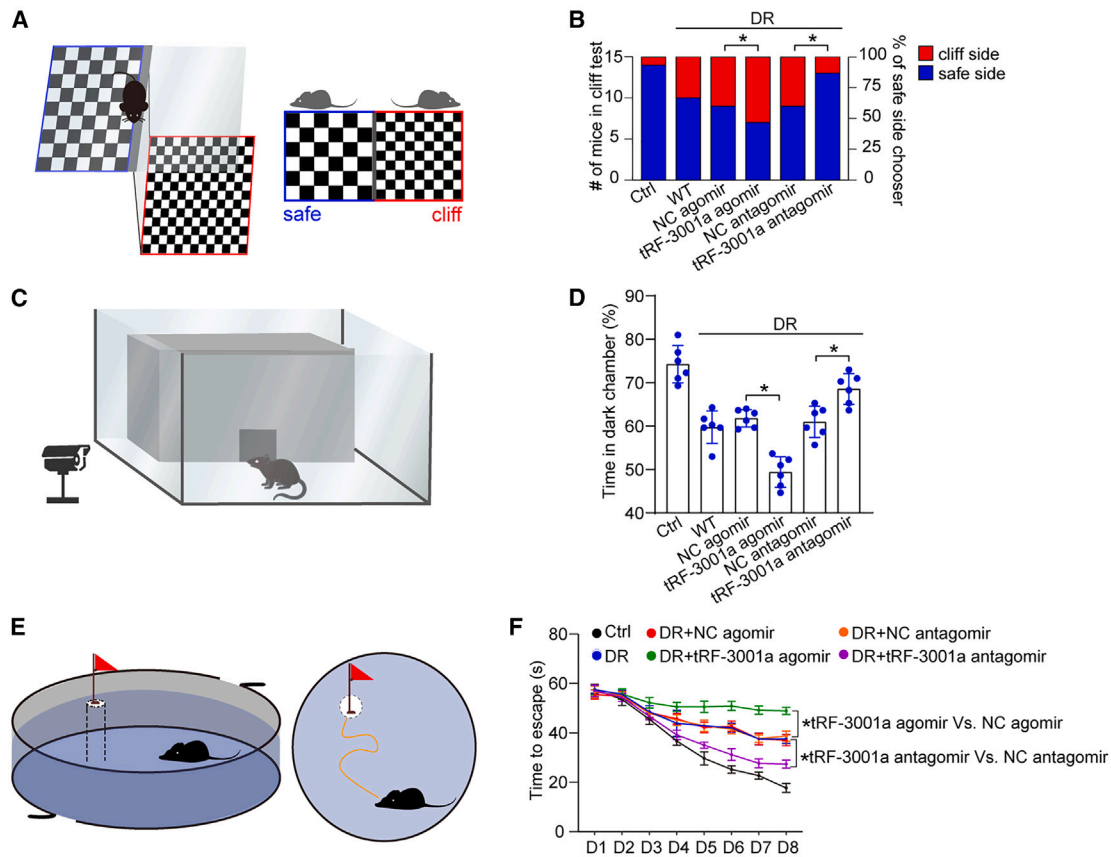 A
safe
cliff
B
DR
*
*
cliff side
safe side
# of mice in cliff test
15
10
5
0
100
75
50
25
0
% of safe side chooser
Ctrl
WT
NC agomir
tRF-3001a agomir
NC antagomir
tRF-3001a antagomir
C
D
DR
*
*
Time in dark chamber (%)
90
80
70
60
50
40
Ctrl
WT
NC agomir
tRF-3001a agomir
NC antagomir
tRF-3001a antagomir
E
F
Ctrl
DR+NC agomir
DR+NC antagomir
DR
DR+tRF-3001a agomir
DR+tRF-3001a antagomir
Time to escape (s)
80
60
40
20
0
*tRF-3001a agomir Vs. NC agomir
*tRF-3001a antagomir Vs. NC antagomir
D1 D2 D3 D4 D5 D6 D7 D8